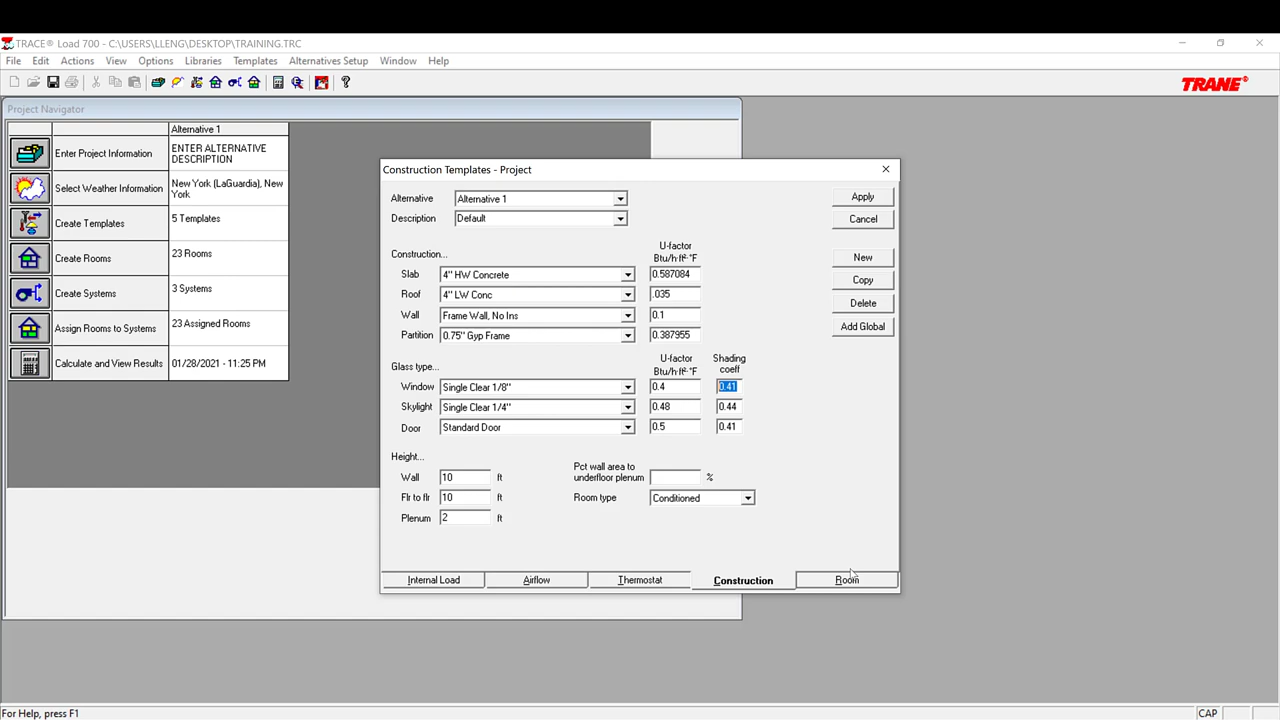 TRACE® Load 700 - C:\USERS\LLENG\DESKTOP\TRAINING.TRC
File Edit Actions View Options Libraries Templates Alternatives Setup Window Help
TRANE®
Project Navigator
Alternative 1
Enter Project Information
ENTER ALTERNATIVE
DESCRIPTION
Select Weather Information
New York (LaGuardia), New
York
Create Templates
5 Templates
Create Rooms
23 Rooms
Create Systems
3 Systems
Assign Rooms to Systems
23 Assigned Rooms
Calculate and View Results
01/28/2021 - 11:25 PM
Construction Templates - Project
Alternative Alternative 1
Description Default
Apply
Cancel
New
Copy
Delete
Add Global
Construction...
U-factor
Btu/h·ft²·°F
Slab 4" HW Concrete 0.587084
Roof 4" LW Conc .035
Wall Frame Wall, No Ins 0.1
Partition 0.75" Gyp Frame 0.387955
Glass type...
U-factor
Btu/h·ft²·°F
Shading
coeff
Window Single Clear 1/8" 0.4 0.41
Skylight Single Clear 1/4" 0.48 0.44
Door Standard Door 0.5 0.41
Height...
Wall 10 ft
Flr to flr 10 ft
Plenum 2 ft
Pct wall area to
underfloor plenum %
Room type Conditioned
Internal Load Airflow Thermostat Construction Room
For Help, press F1
CAP